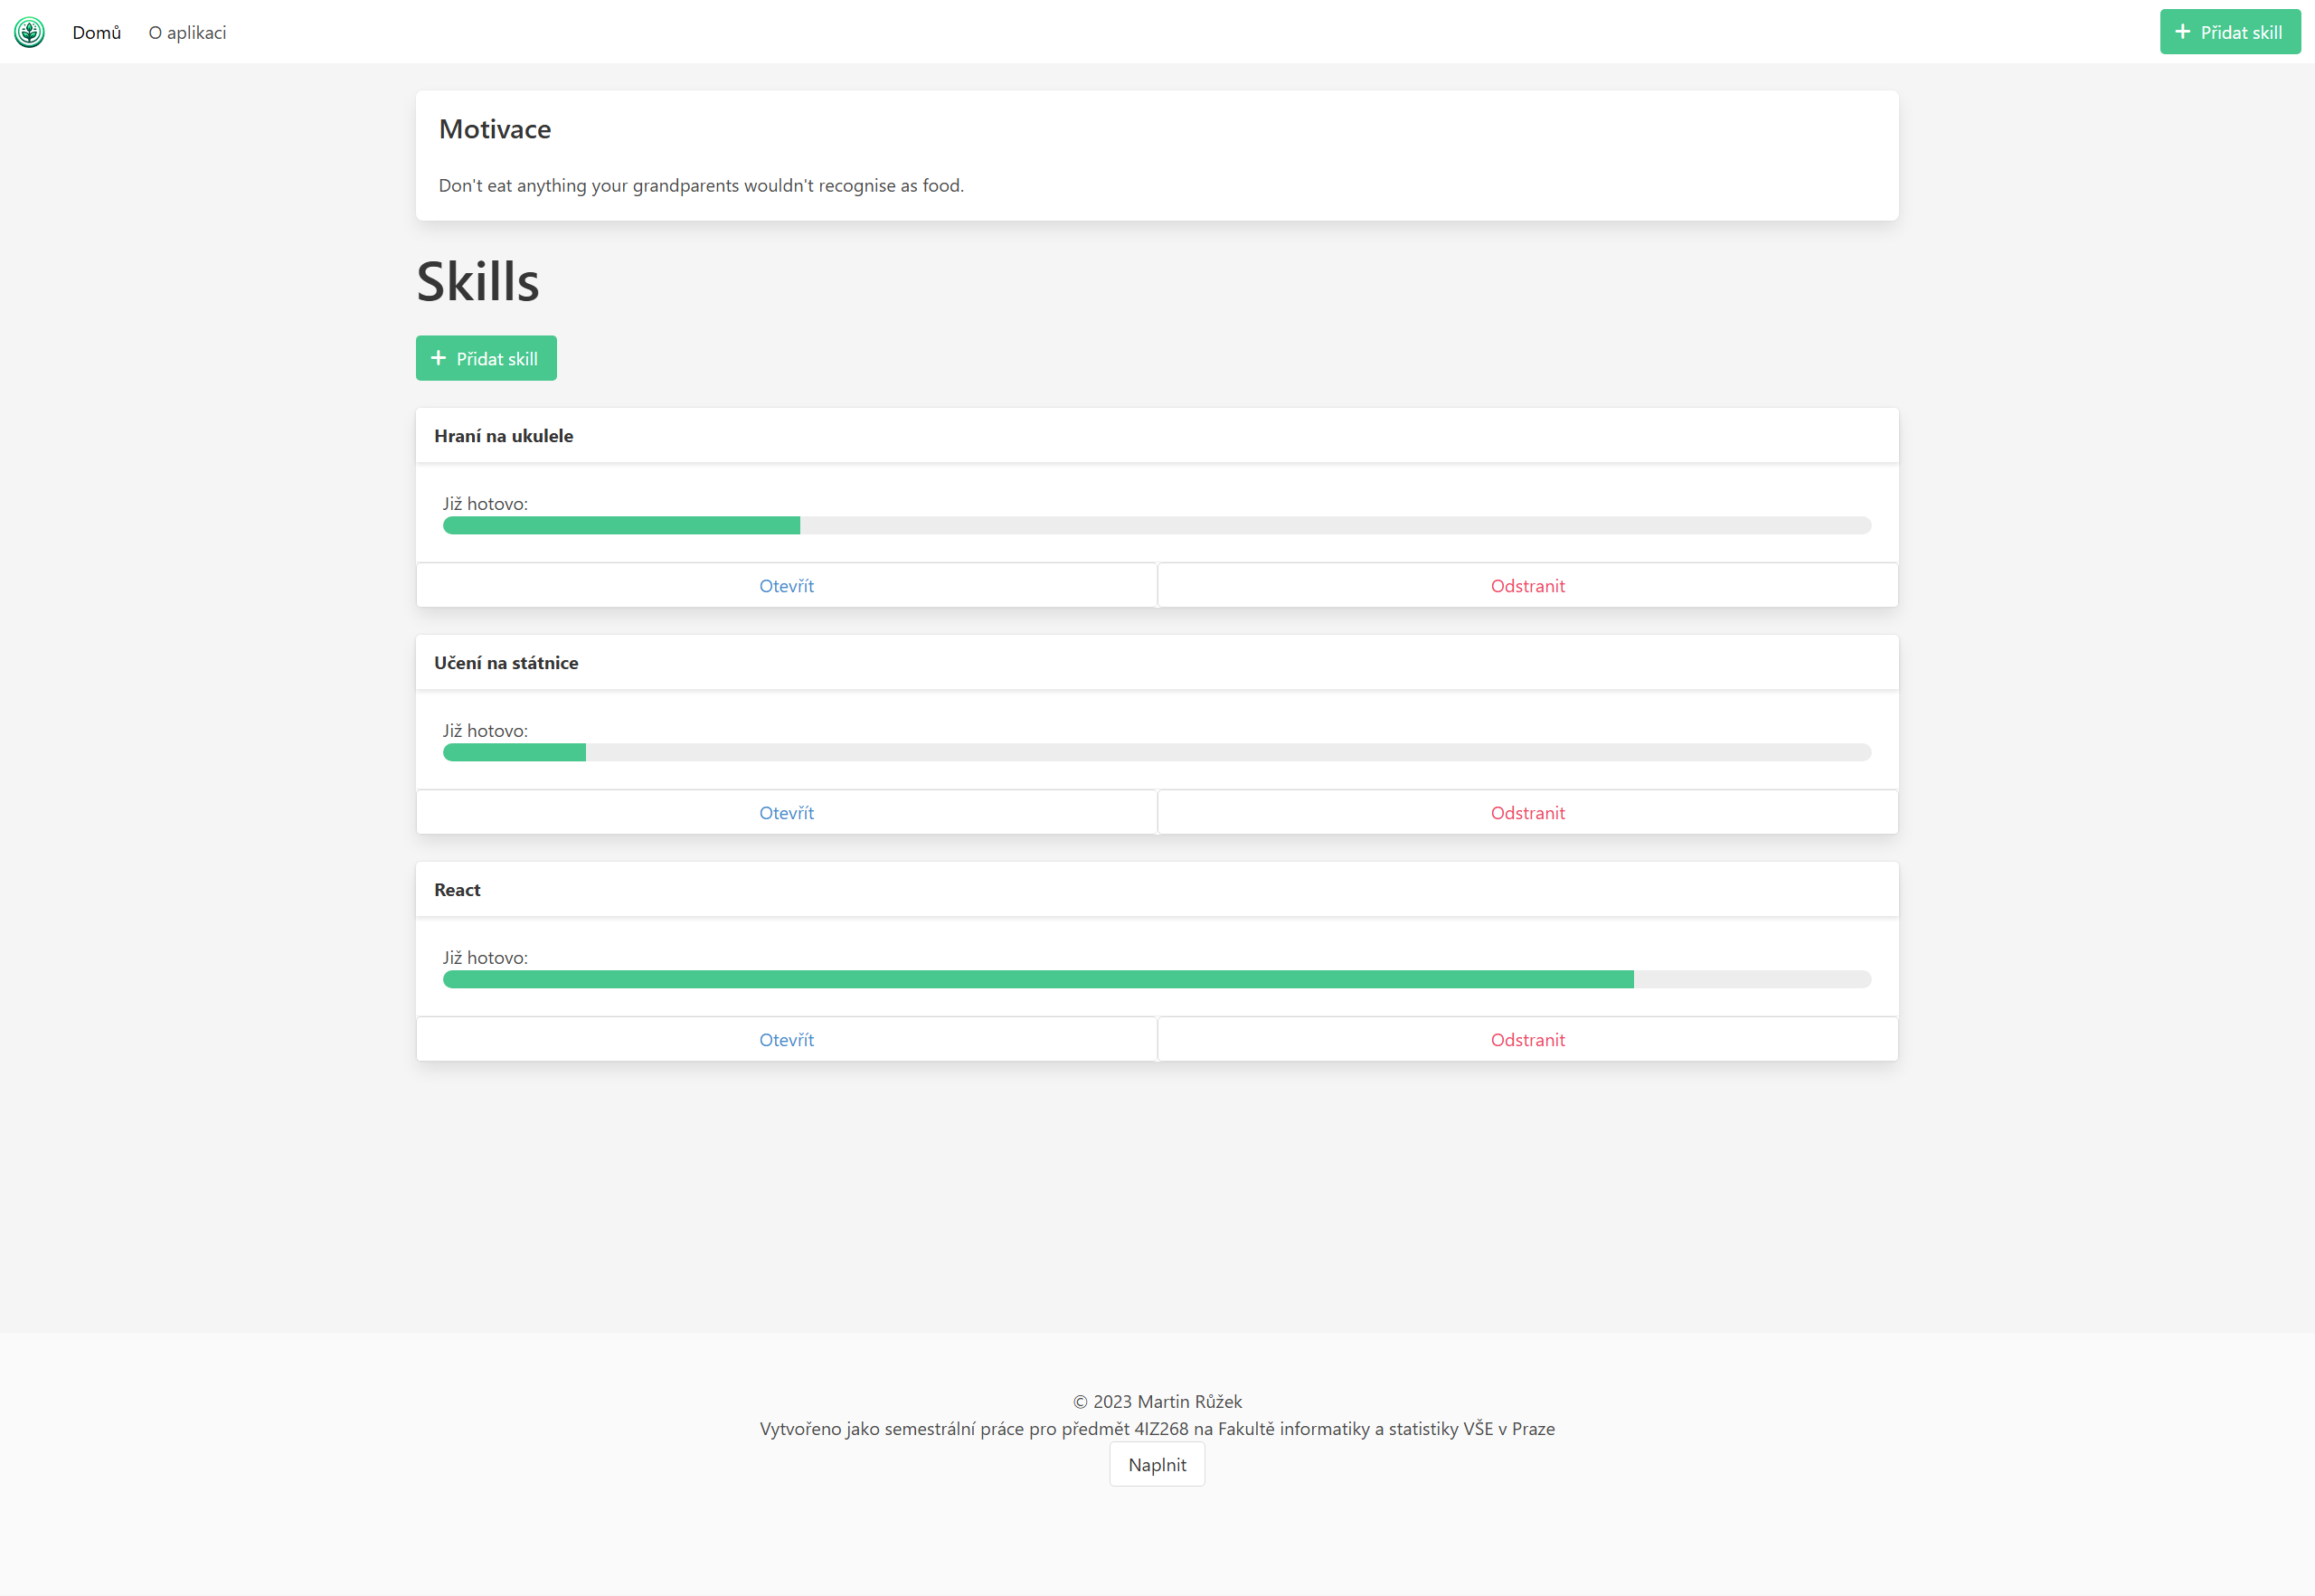 Domů
O aplikaci
Přidat skill
Motivace
Don't eat anything your grandparents wouldn't recognise as food.
Skills
Přidat skill
Hraní na ukulele
Již hotovo:
Otevřít
Odstranit
Učení na státnice
Již hotovo:
Otevřít
Odstranit
React
Již hotovo:
Otevřít
Odstranit
© 2023 Martin Růžek
Vytvořeno jako semestrální práce pro předmět 4IZ268 na Fakultě informatiky a statistiky VŠE v Praze
Naplnit